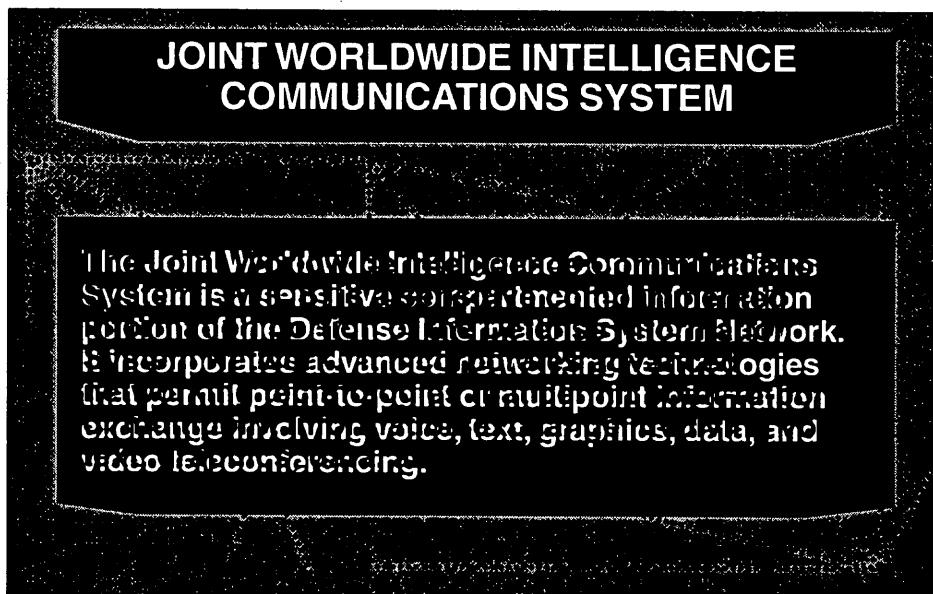 JOINT WORLDWIDE INTELLIGENCE
COMMUNICATIONS SYSTEM
The Joint Worldwide Intelligence Communications
System is a sensitive compartmented information
portion of the Defense Information System Network.
It incorporates advanced networking technologies
that permit point-to-point or multipoint information
exchange involving voice, text, graphics, data, and
video teleconferencing.